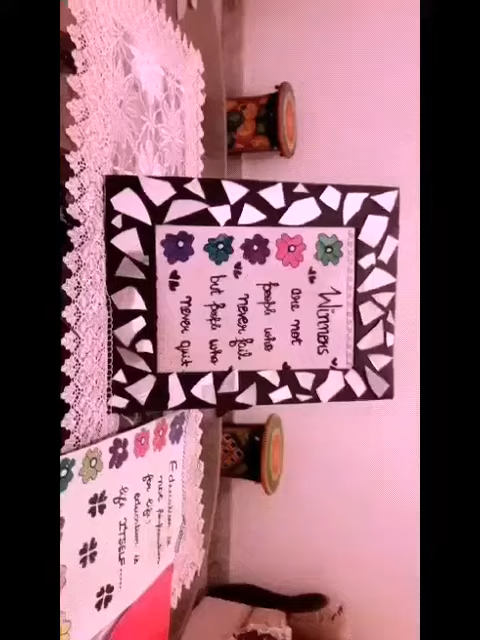 Winners
are not
people who
never fail
but people who
never quit
Education is
not preparation
for life;
education is
life ITSELF.....